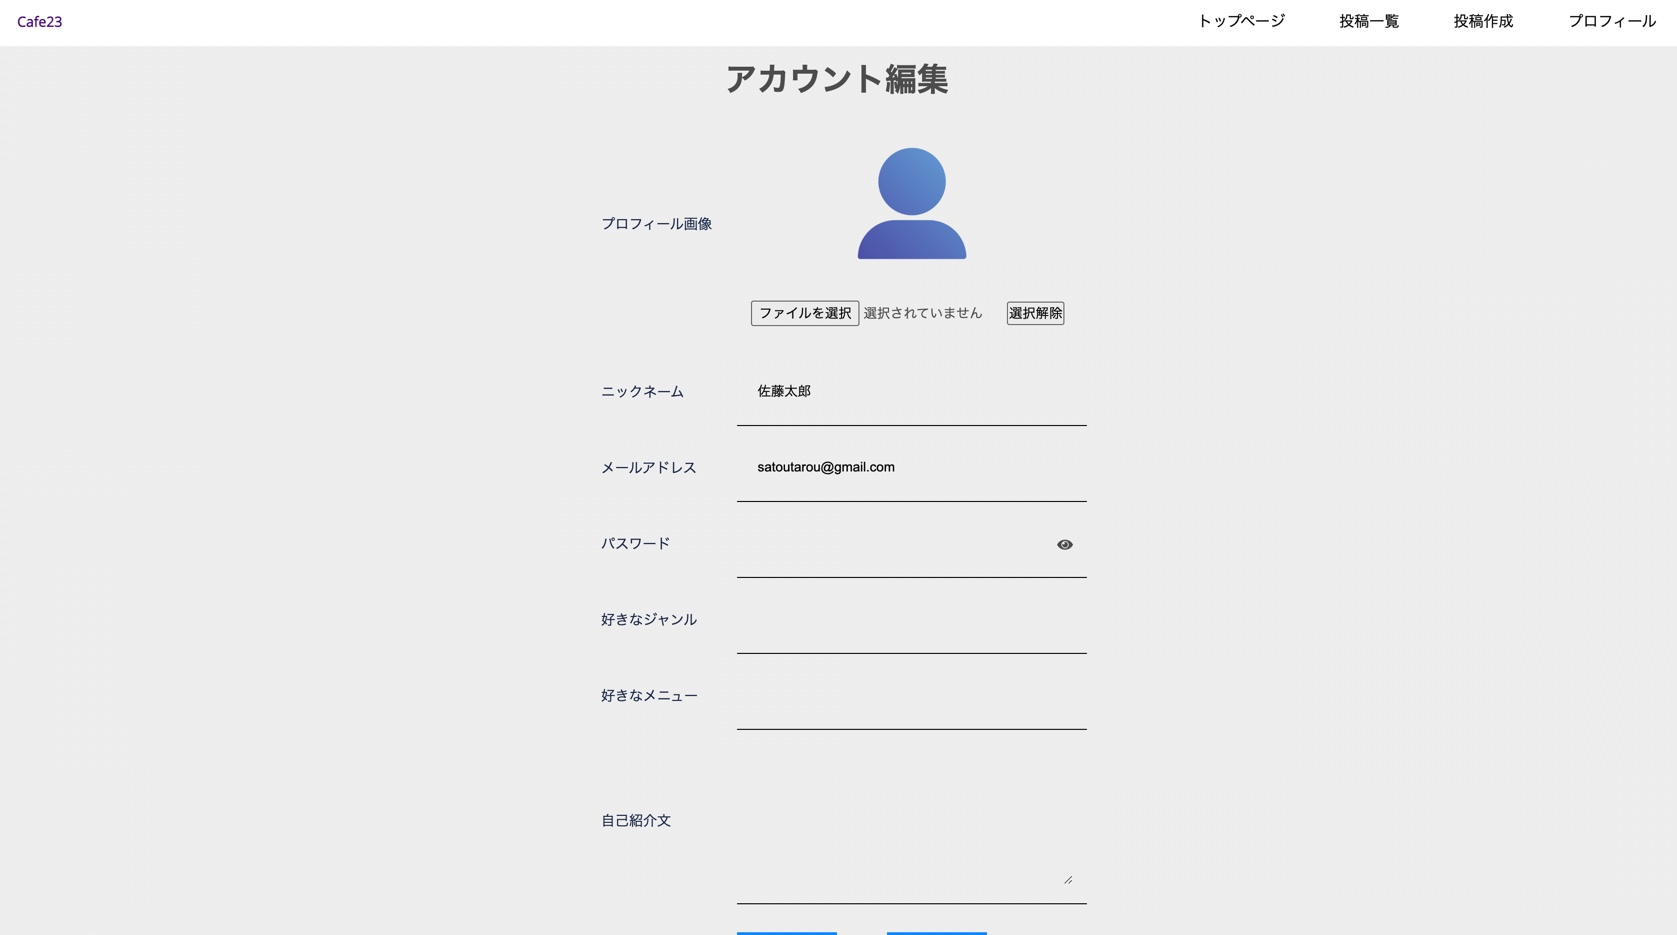 Cafe23
トップページ 投稿一覧 投稿作成 プロフィール
アカウント編集
プロフィール画像
ファイルを選択 選択されていません 選択解除
ニックネーム 佐藤太郎
メールアドレス satoutarou@gmail.com
パスワード
好きなジャンル
好きなメニュー
自己紹介文